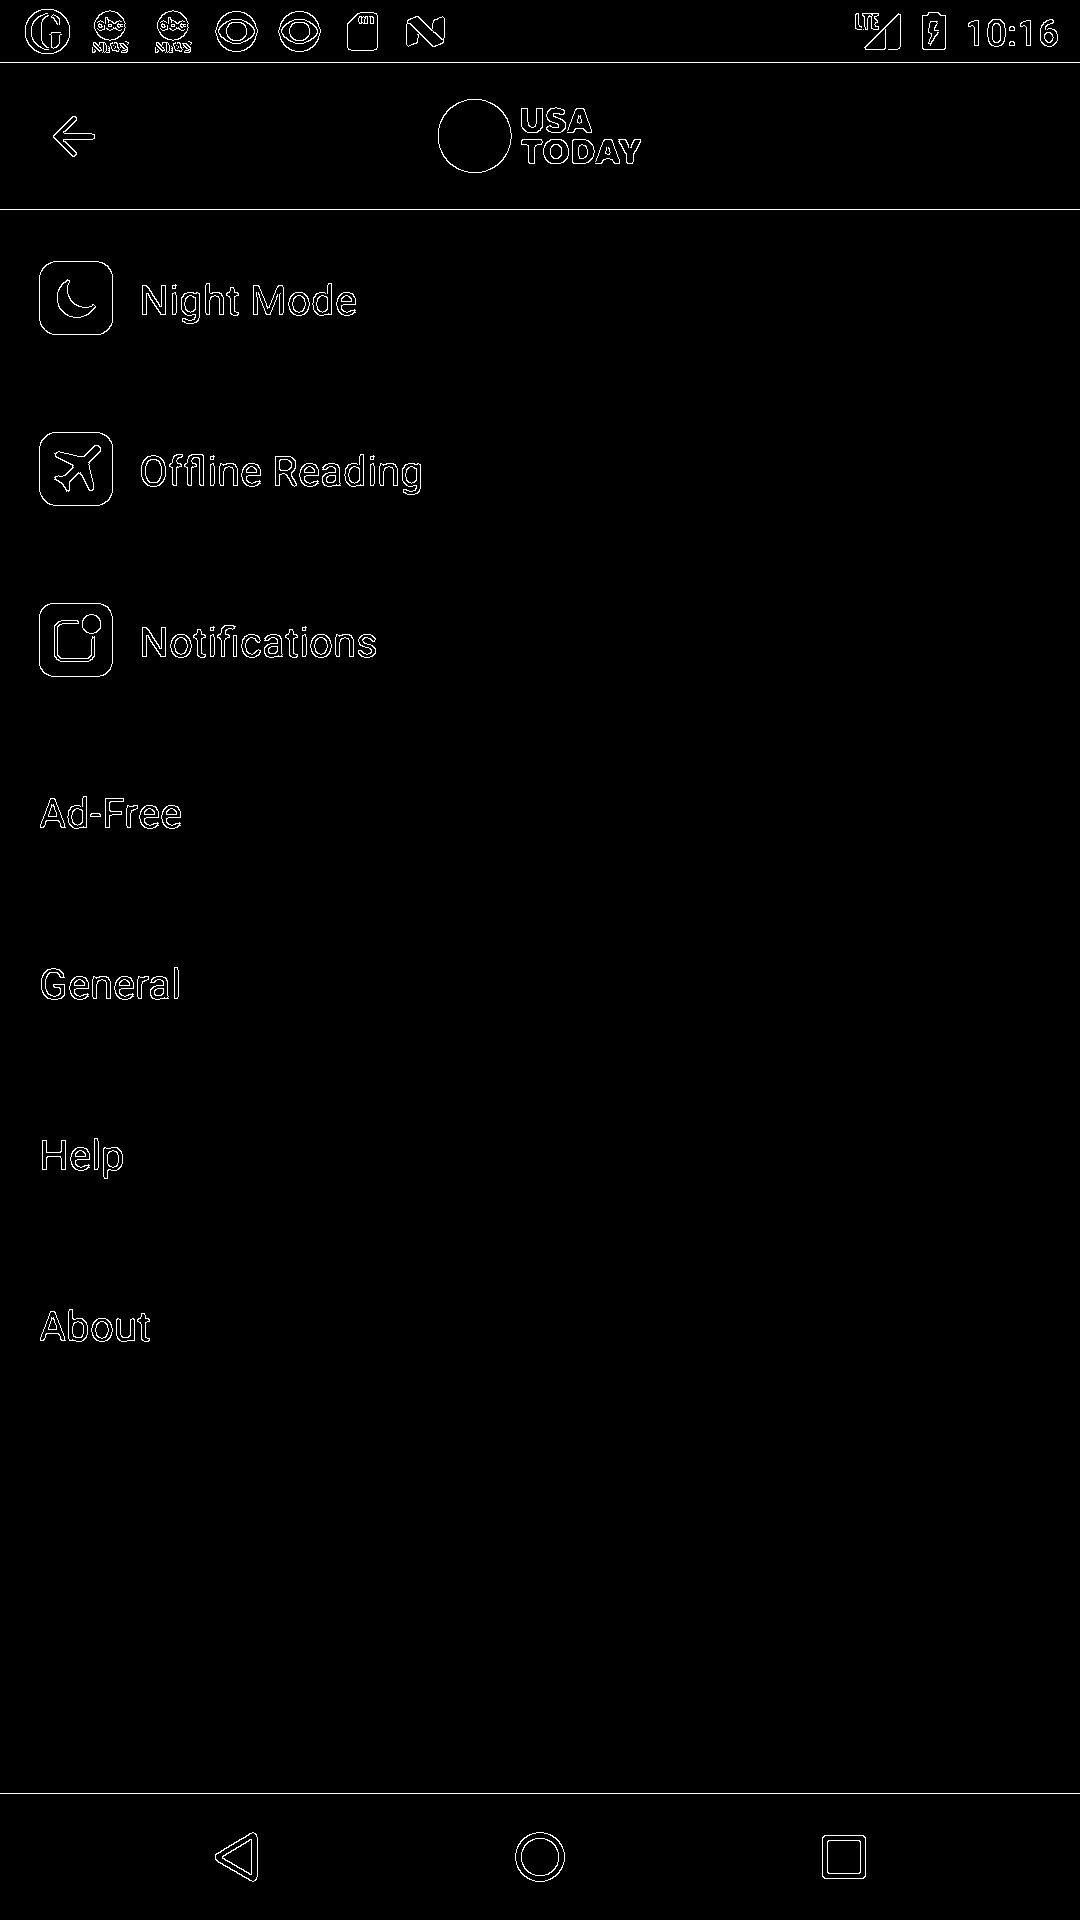 abc
NEWS
abc
NEWS
LTE
10:16
USA
TODAY
Night Mode
Offline Reading
Notifications
Ad-Free
General
Help
About